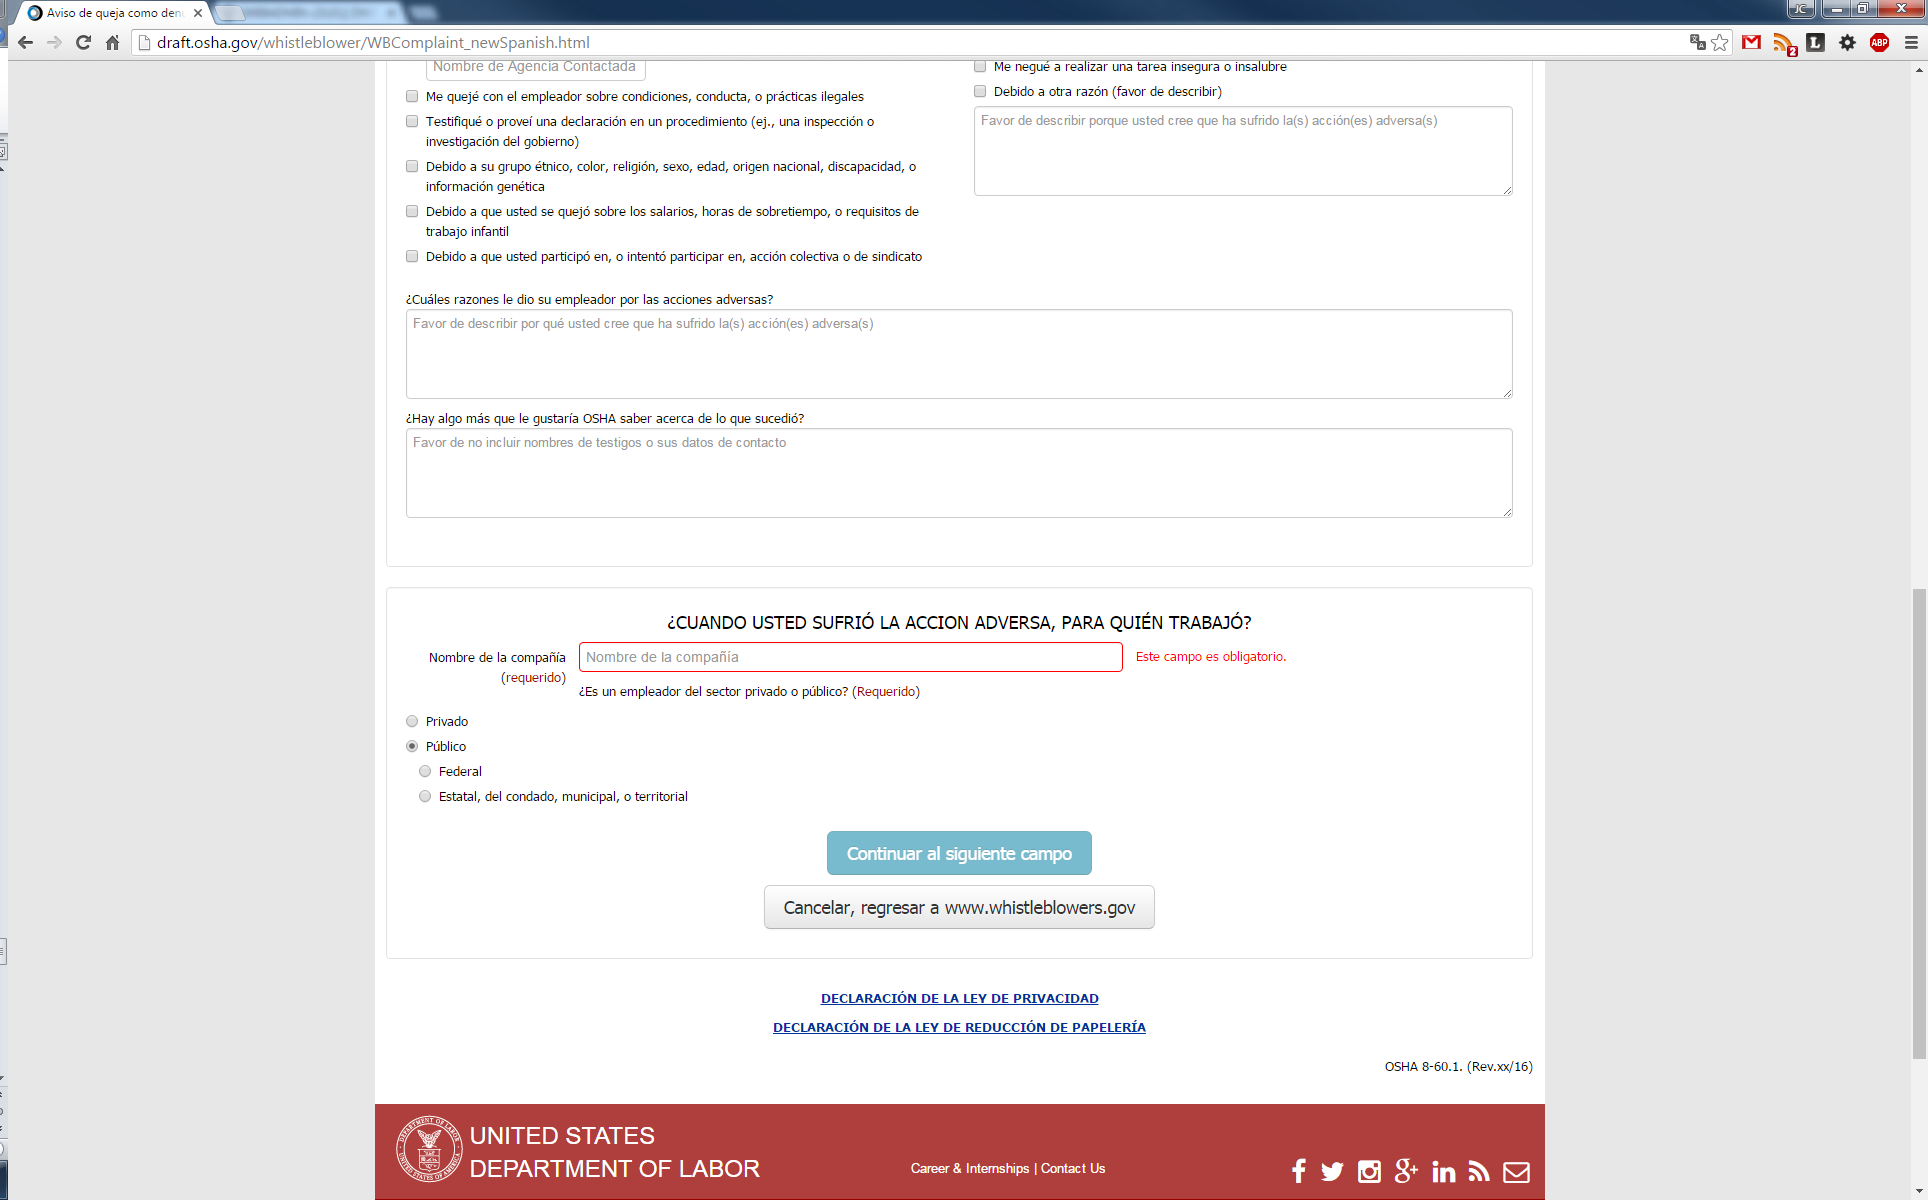 Aviso de queja como den
JC
draft.osha.gov/whistleblower/WBComplaint_newSpanish.html
2
L
ABP
Nombre de Agencia Contactada
Me quejé con el empleador sobre condiciones, conducta, o prácticas ilegales
Testifiqué o proveí una declaración en un procedimiento (ej., una inspección o
investigación del gobierno)
Debido a su grupo étnico, color, religión, sexo, edad, origen nacional, discapacidad, o
información genética
Debido a que usted se quejó sobre los salarios, horas de sobretiempo, o requisitos de
trabajo infantil
Debido a que usted participó en, o intentó participar en, acción colectiva o de sindicato
Me negué a realizar una tarea insegura o insalubre
Debido a otra razón (favor de describir)
Favor de describir porque usted cree que ha sufrido la(s) acción(es) adversa(s)
¿Cuáles razones le dio su empleador por las acciones adversas?
Favor de describir por qué usted cree que ha sufrido la(s) acción(es) adversa(s)
¿Hay algo más que le gustaría OSHA saber acerca de lo que sucedió?
Favor de no incluir nombres de testigos o sus datos de contacto
¿CUANDO USTED SUFRIÓ LA ACCION ADVERSA, PARA QUIÉN TRABAJÓ?
Nombre de la compañía
(requerido)
Nombre de la compañía
Este campo es obligatorio.
¿Es un empleador del sector privado o público? (Requerido)
Privado
Público
Federal
Estatal, del condado, municipal, o territorial
Continuar al siguiente campo
Cancelar, regresar a www.whistleblowers.gov
DECLARACIÓN DE LA LEY DE PRIVACIDAD
DECLARACIÓN DE LA LEY DE REDUCCIÓN DE PAPELERÍA
OSHA 8-60.1. (Rev.xx/16)
UNITED STATES
DEPARTMENT OF LABOR
Career & Internships | Contact Us